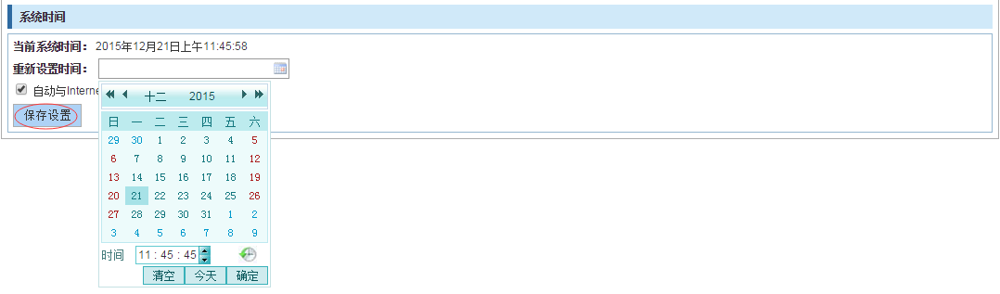 系统时间
当前系统时间： 2015年12月21日上午11:45:58
重新设置时间：
自动与Interne
保存设置
十二 2015
日 一 二 三 四 五 六
29 30 1 2 3 4 5
6 7 8 9 10 11 12
13 14 15 16 17 18 19
20 21 22 23 24 25 26
27 28 29 30 31 1 2
3 4 5 6 7 8 9
时间 11 : 45 : 45
清空 今天 确定